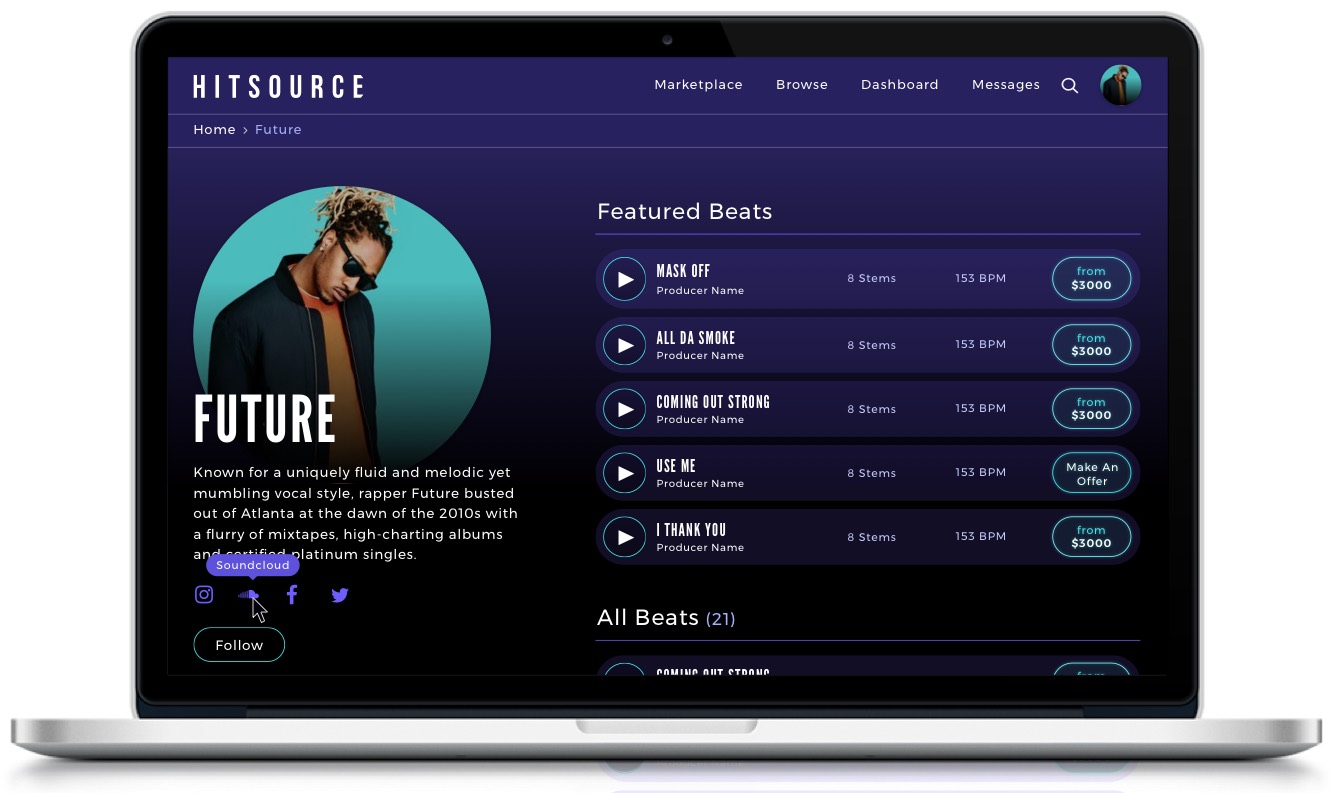 HITSOURCE
Marketplace Browse Dashboard Messages
Home › Future
FUTURE
Known for a uniquely fluid and melodic yet
mumbling vocal style, rapper Future busted
out of Atlanta at the dawn of the 2010s with
a flurry of mixtapes, high-charting albums
and certified platinum singles.
Soundcloud
Follow
Featured Beats
MASK OFF
Producer Name
8 Stems
153 BPM
from
$3000
ALL DA SMOKE
Producer Name
8 Stems
153 BPM
from
$3000
COMING OUT STRONG
Producer Name
8 Stems
153 BPM
from
$3000
USE ME
Producer Name
8 Stems
153 BPM
Make An
Offer
I THANK YOU
Producer Name
8 Stems
153 BPM
from
$3000
All Beats (21)
COMING OUT STRONG
from